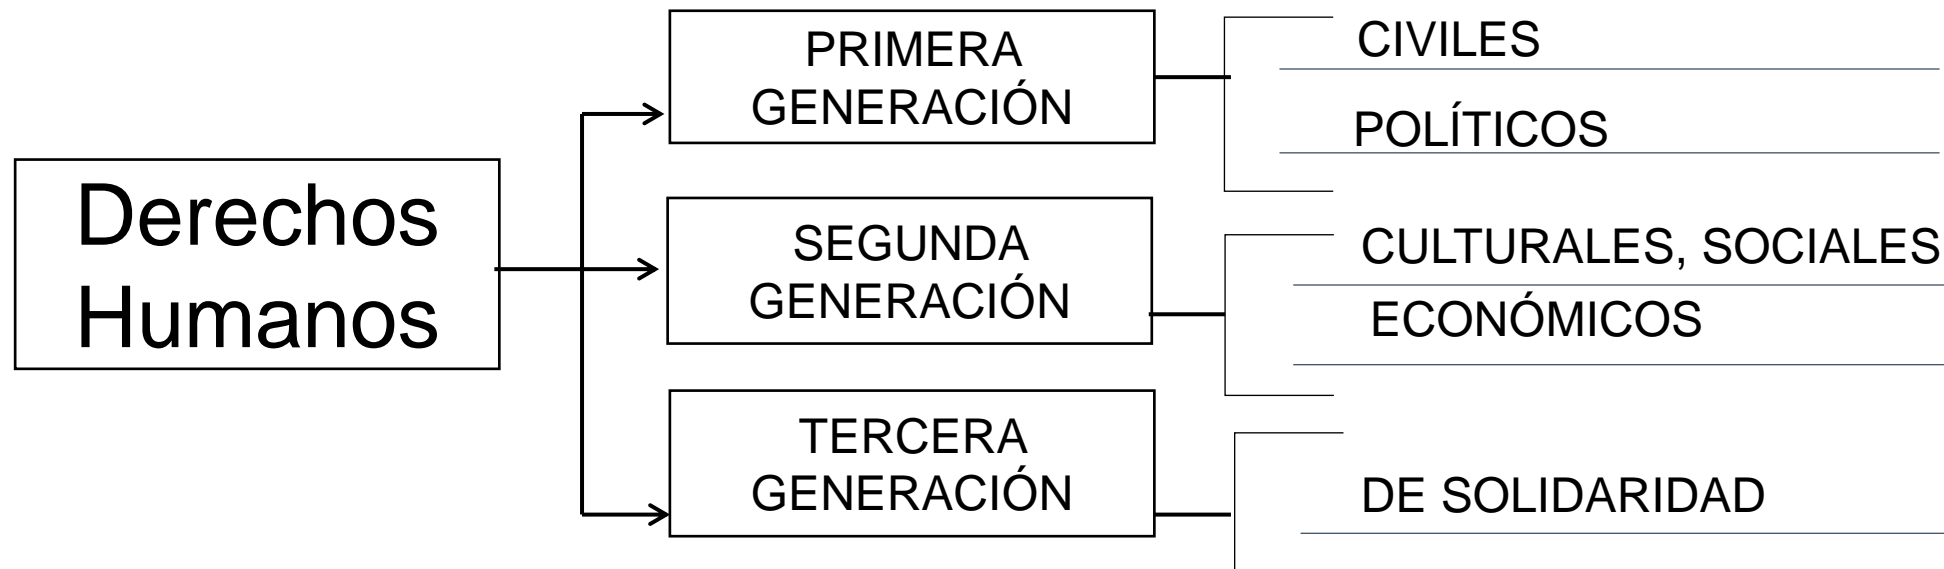 Derechos
Humanos
PRIMERA
GENERACIÓN
CIVILES
POLÍTICOS
SEGUNDA
GENERACIÓN
CULTURALES, SOCIALES
ECONÓMICOS
TERCERA
GENERACIÓN
DE SOLIDARIDAD